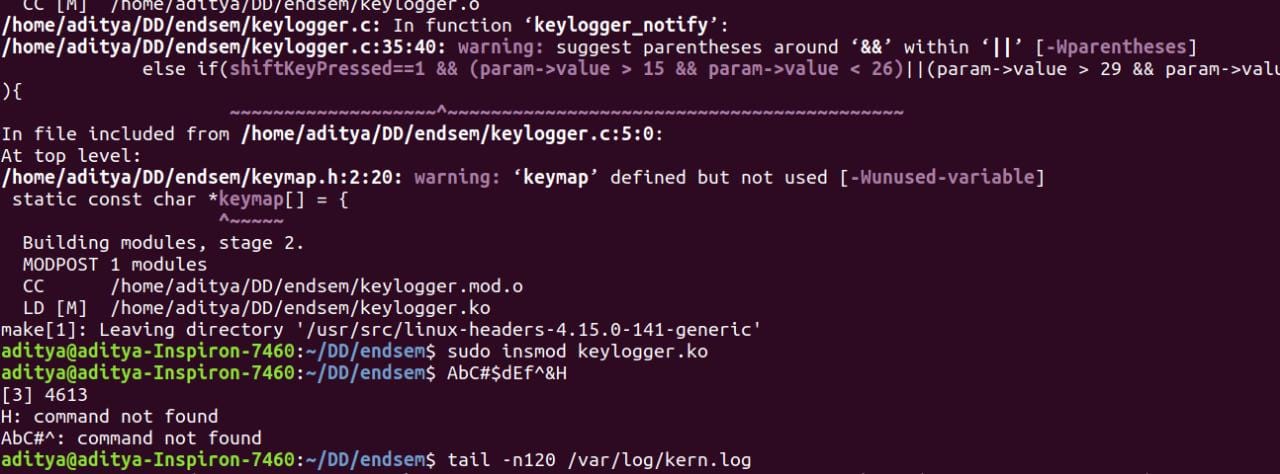 CC [M]  /home/aditya/DD/endsem/keylogger.o
/home/aditya/DD/endsem/keylogger.c: In function ‘keylogger_notify’:
/home/aditya/DD/endsem/keylogger.c:35:40: warning: suggest parentheses around ‘&&’ within ‘||’ [-Wparentheses]
             else if(shiftKeyPressed==1 && (param->value > 15 && param->value < 26)||(param->value > 29 && param->valu
){
                     ~~~~~~~~~~~~~~~~~~~^~~~~~~~~~~~~~~~~~~~~~~~~~~~~~~~~~~~~~~~~~~
In file included from /home/aditya/DD/endsem/keylogger.c:5:0:
At top level:
/home/aditya/DD/endsem/keymap.h:2:20: warning: ‘keymap’ defined but not used [-Wunused-variable]
 static const char *keymap[] = {
                    ^~~~~~
  Building modules, stage 2.
  MODPOST 1 modules
  CC      /home/aditya/DD/endsem/keylogger.mod.o
  LD [M]  /home/aditya/DD/endsem/keylogger.ko
make[1]: Leaving directory '/usr/src/linux-headers-4.15.0-141-generic'
aditya@aditya-Inspiron-7460:~/DD/endsem$ sudo insmod keylogger.ko
aditya@aditya-Inspiron-7460:~/DD/endsem$ AbC#$dEf^&H
[3] 4613
H: command not found
AbC#^: command not found
aditya@aditya-Inspiron-7460:~/DD/endsem$ tail -n120 /var/log/kern.log